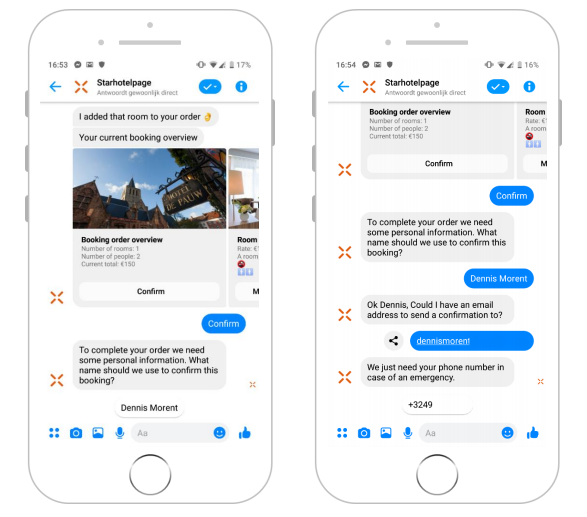 16:53
17%
Starhotelpage
Antwoordt gewoonlijk direct
I added that room to your order
Your current booking overview
HOTEL
DE PAUW
Booking order overview
Number of rooms: 1
Number of people: 2
Current total: €150
Confirm
Room
Rate: €1
A room
M
Confirm
To complete your order we need
some personal information. What
name should we use to confirm this
booking?
Dennis Morent
Aa
16:54
16%
Starhotelpage
Antwoordt gewoonlijk direct
Booking order overview
Number of rooms: 1
Number of people: 2
Current total: €150
Confirm
Room
Rate: €1
A room
M
Confirm
To complete your order we need
some personal information. What
name should we use to confirm this
booking?
Dennis Morent
Ok Dennis, Could I have an email
address to send a confirmation to?
dennismorent
We just need your phone number in
case of an emergency.
+3249
Aa